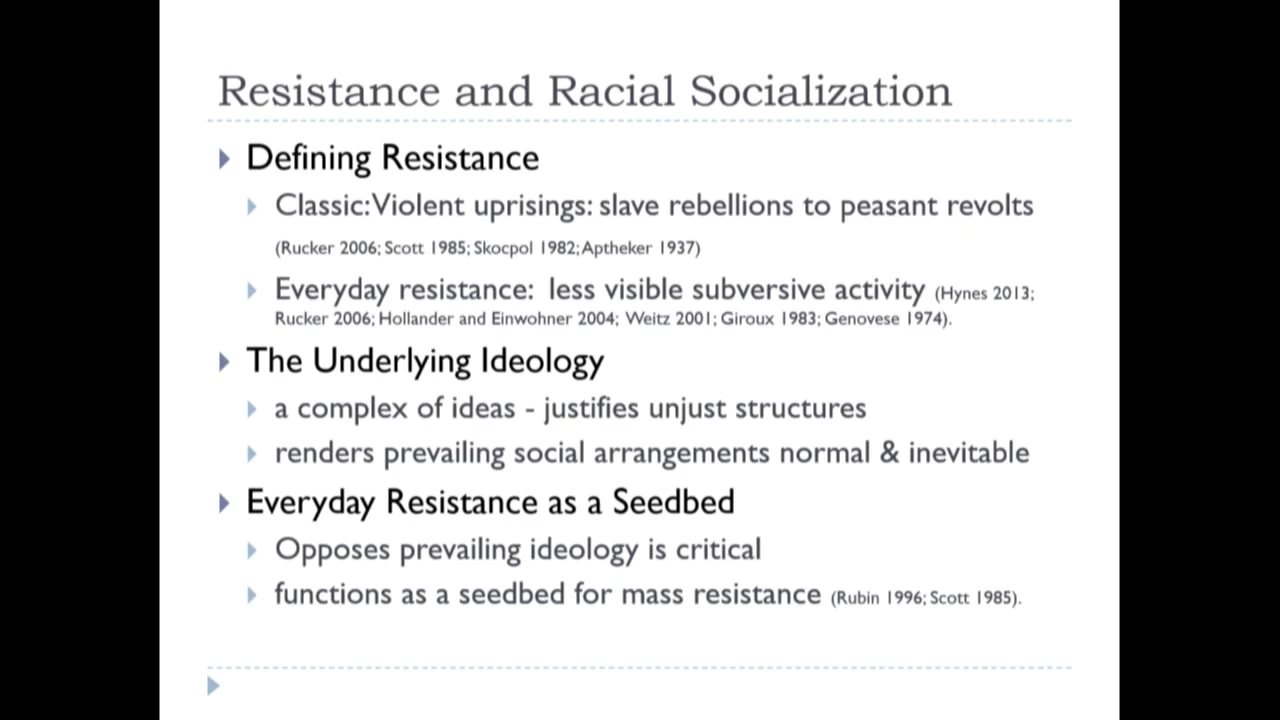 Resistance and Racial Socialization
Defining Resistance
Classic:Violent uprisings: slave rebellions to peasant revolts
(Rucker 2006; Scott 1985; Skocpol 1982;Aptheker 1937)
Everyday resistance: less visible subversive activity (Hynes 2013;
Rucker 2006; Hollander and Einwohner 2004; Weitz 2001; Giroux 1983; Genovese 1974).
The Underlying Ideology
a complex of ideas - justifies unjust structures
renders prevailing social arrangements normal & inevitable
Everyday Resistance as a Seedbed
Opposes prevailing ideology is critical
functions as a seedbed for mass resistance (Rubin 1996; Scott 1985).